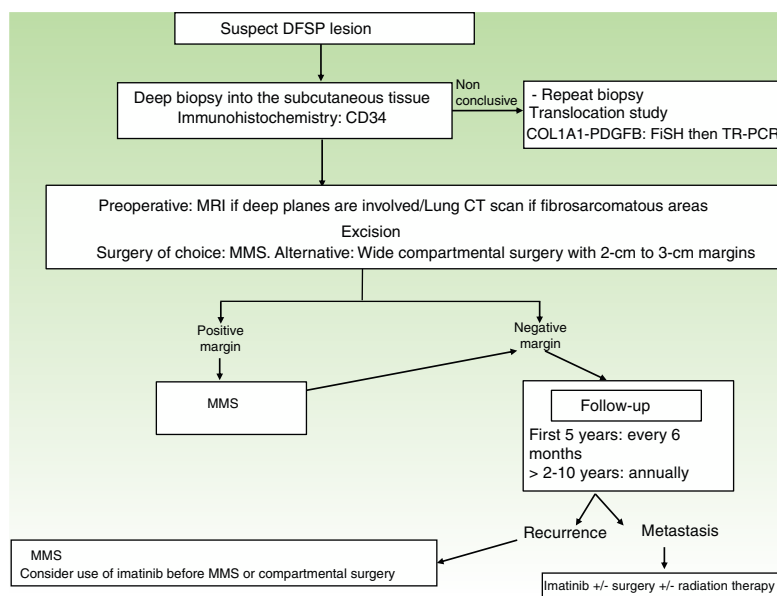 Suspect DFSP lesion
Deep biopsy into the subcutaneous tissue
Immunohistochemistry: CD34
Non
conclusive
- Repeat biopsy
Translocation study
COL1A1-PDGFB: FiSH then TR-PCR
Preoperative: MRI if deep planes are involved/Lung CT scan if fibrosarcomatous areas
Excision
Surgery of choice: MMS. Alternative: Wide compartmental surgery with 2-cm to 3-cm margins
Positive
margin
Negative
margin
MMS
Follow-up
First 5 years: every 6
months
> 2-10 years: annually
Recurrence
Metastasis
MMS
Consider use of imatinib before MMS or compartmental surgery
Imatinib +/- surgery +/- radiation therapy